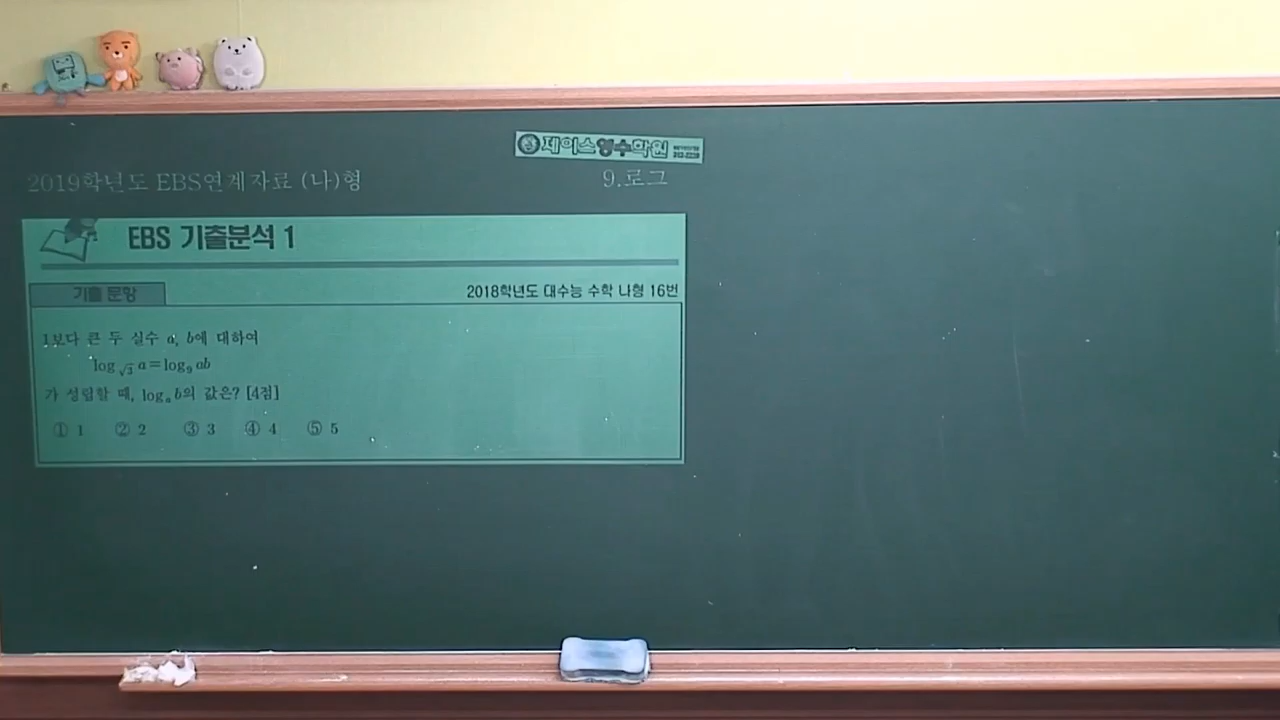 제이스영수학원
2019학년도 EBS연계자료 (나)형
9.로그
EBS 기출분석 1
기출 문항
2018학년도 대수능 수학 나형 16번
1보다 큰 두 실수 a, b에 대하여
log_√3 a = log_9 ab
가 성립할 때, log_a b의 값은? [4점]
① 1 ② 2 ③ 3 ④ 4 ⑤ 5